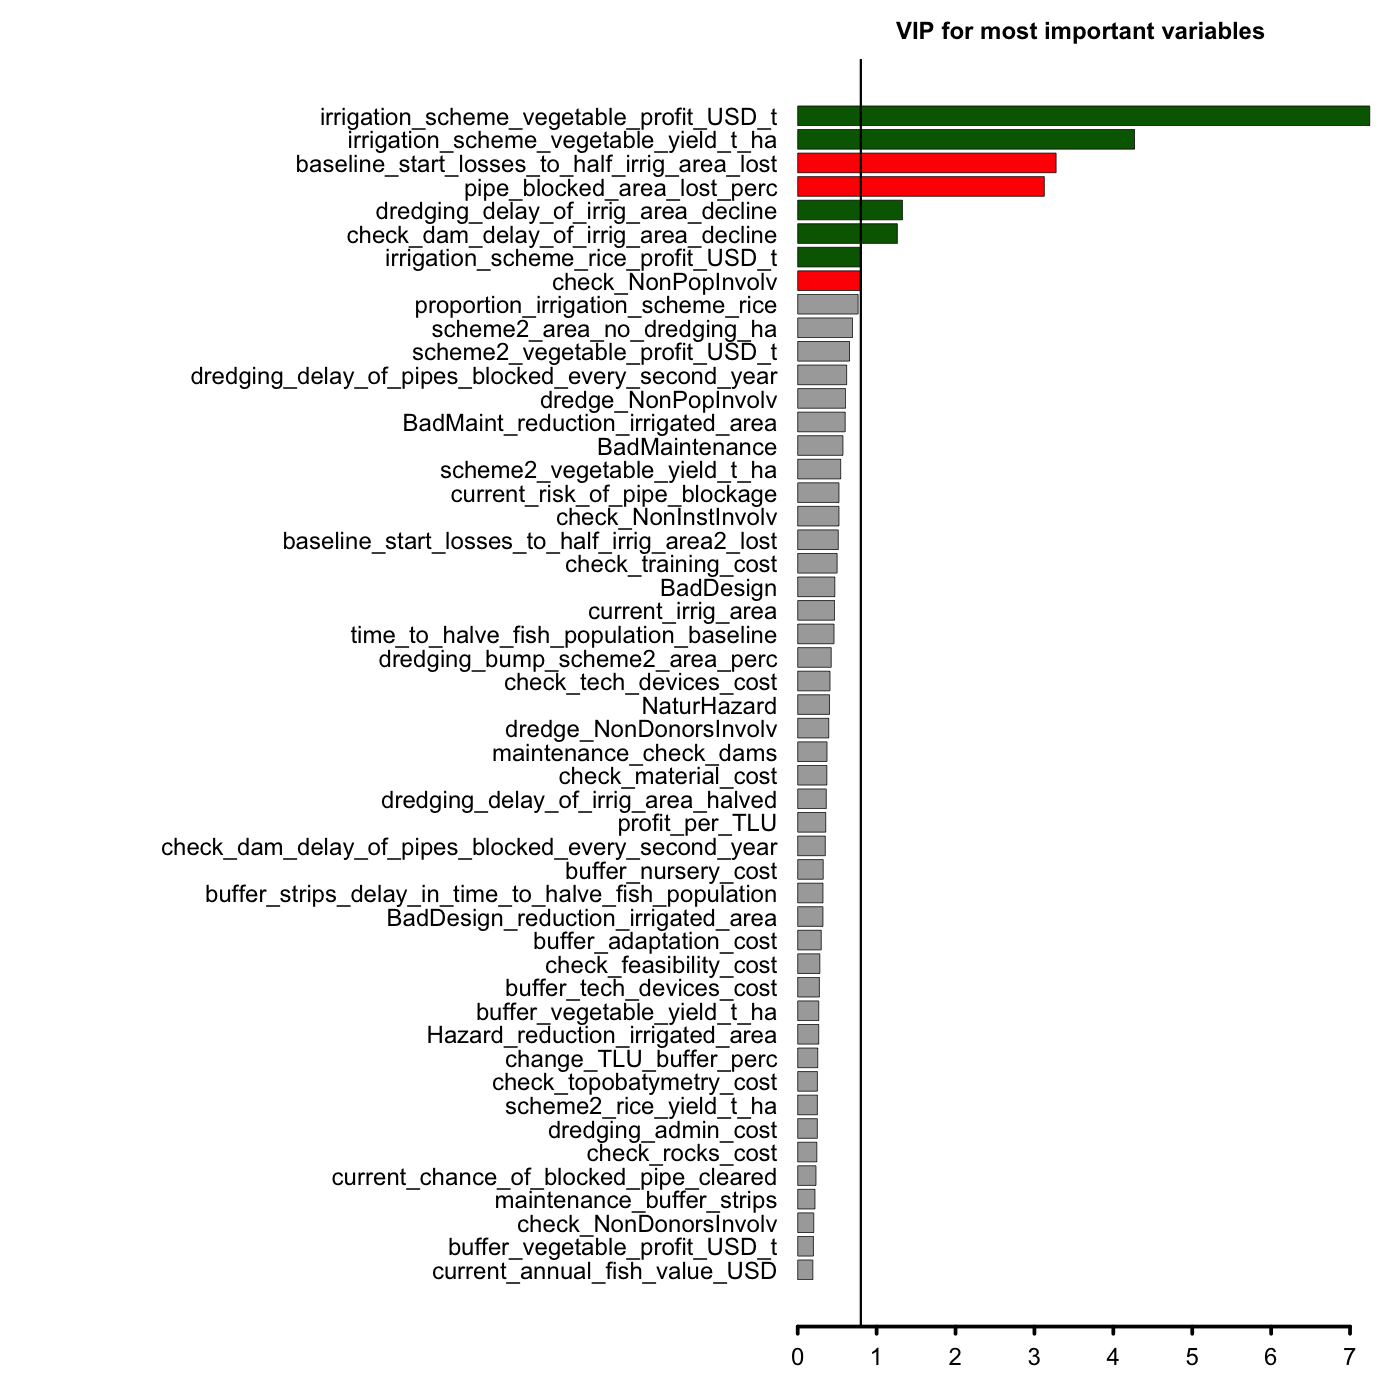 VIP for most important variables
irrigation_scheme_vegetable_profit_USD_t
irrigation_scheme_vegetable_yield_t_ha
baseline_start_losses_to_half_irrig_area_lost
pipe_blocked_area_lost_perc
dredging_delay_of_irrig_area_decline
check_dam_delay_of_irrig_area_decline
irrigation_scheme_rice_profit_USD_t
check_NonPopInvolv
proportion_irrigation_scheme_rice
scheme2_area_no_dredging_ha
scheme2_vegetable_profit_USD_t
dredging_delay_of_pipes_blocked_every_second_year
dredge_NonPopInvolv
BadMaint_reduction_irrigated_area
BadMaintenance
scheme2_vegetable_yield_t_ha
current_risk_of_pipe_blockage
check_NonInstInvolv
baseline_start_losses_to_half_irrig_area2_lost
check_training_cost
BadDesign
current_irrig_area
time_to_halve_fish_population_baseline
dredging_bump_scheme2_area_perc
check_tech_devices_cost
NaturHazard
dredge_NonDonorsInvolv
maintenance_check_dams
check_material_cost
dredging_delay_of_irrig_area_halved
profit_per_TLU
check_dam_delay_of_pipes_blocked_every_second_year
buffer_nursery_cost
buffer_strips_delay_in_time_to_halve_fish_population
BadDesign_reduction_irrigated_area
buffer_adaptation_cost
check_feasibility_cost
buffer_tech_devices_cost
buffer_vegetable_yield_t_ha
Hazard_reduction_irrigated_area
change_TLU_buffer_perc
check_topobatymetry_cost
scheme2_rice_yield_t_ha
dredging_admin_cost
check_rocks_cost
current_chance_of_blocked_pipe_cleared
maintenance_buffer_strips
check_NonDonorsInvolv
buffer_vegetable_profit_USD_t
current_annual_fish_value_USD
0 1 2 3 4 5 6 7